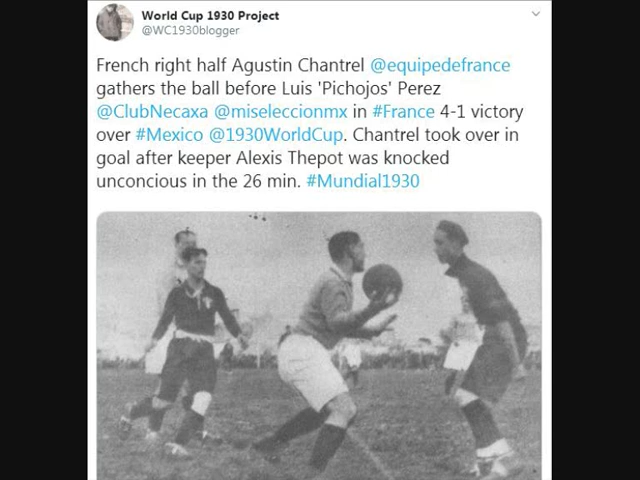 World Cup 1930 Project
@WC1930blogger
French right half Agustin Chantrel @equipedefrance
gathers the ball before Luis 'Pichojos' Perez
@ClubNecaxa @miseleccionmx in #France 4-1 victory
over #Mexico @1930WorldCup. Chantrel took over in
goal after keeper Alexis Thepot was knocked
unconcious in the 26 min. #Mundial1930